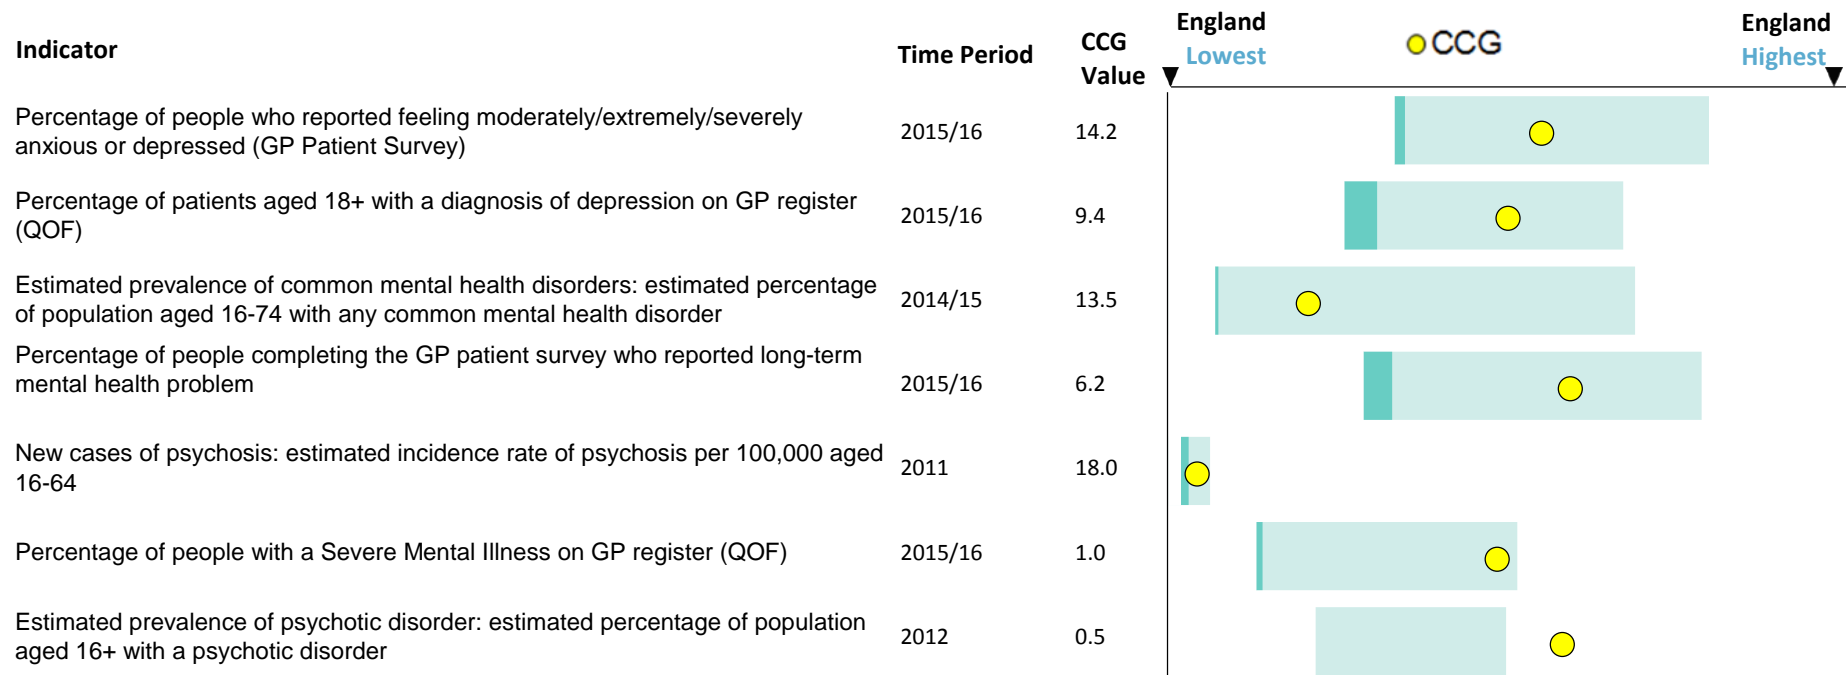 Indicator
Time Period
CCG
Value
England
Lowest
CCG
England
Highest
Percentage of people who reported feeling moderately/extremely/severely
anxious or depressed (GP Patient Survey)
2015/16
14.2
Percentage of patients aged 18+ with a diagnosis of depression on GP register
(QOF)
2015/16
9.4
Estimated prevalence of common mental health disorders: estimated percentage
of population aged 16-74 with any common mental health disorder
2014/15
13.5
Percentage of people completing the GP patient survey who reported long-term
mental health problem
2015/16
6.2
New cases of psychosis: estimated incidence rate of psychosis per 100,000 aged
16-64
2011
18.0
Percentage of people with a Severe Mental Illness on GP register (QOF)
2015/16
1.0
Estimated prevalence of psychotic disorder: estimated percentage of population
aged 16+ with a psychotic disorder
2012
0.5